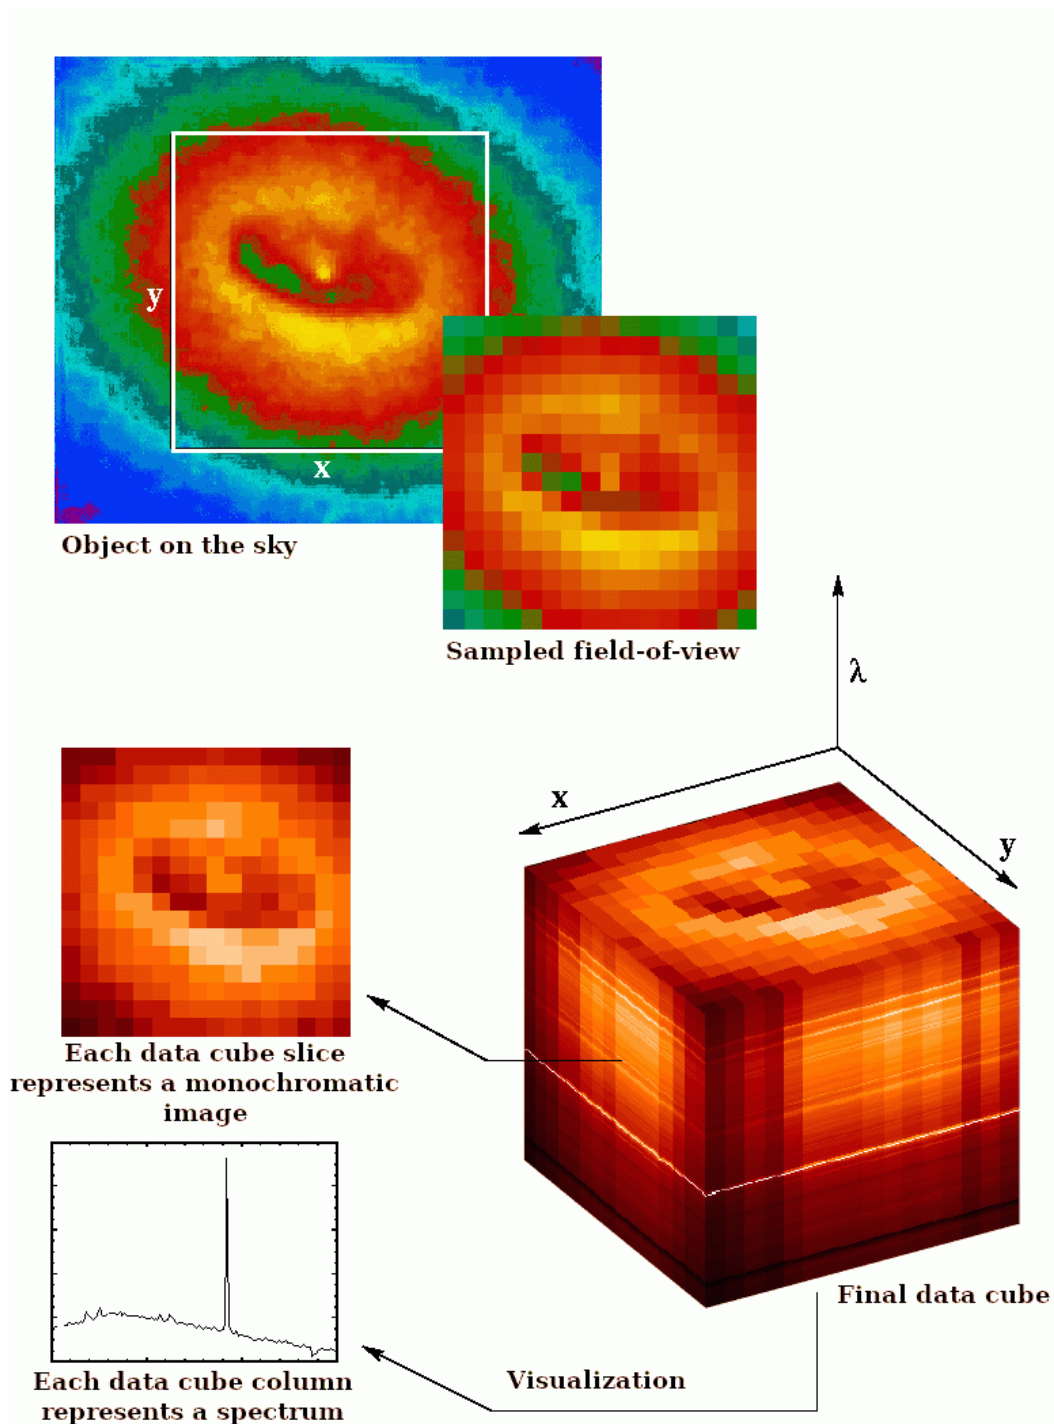 y
x
Object on the sky
Sampled field-of-view
λ
x
y
Each data cube slice
represents a monochromatic
image
Final data cube
Visualization
Each data cube column
represents a spectrum